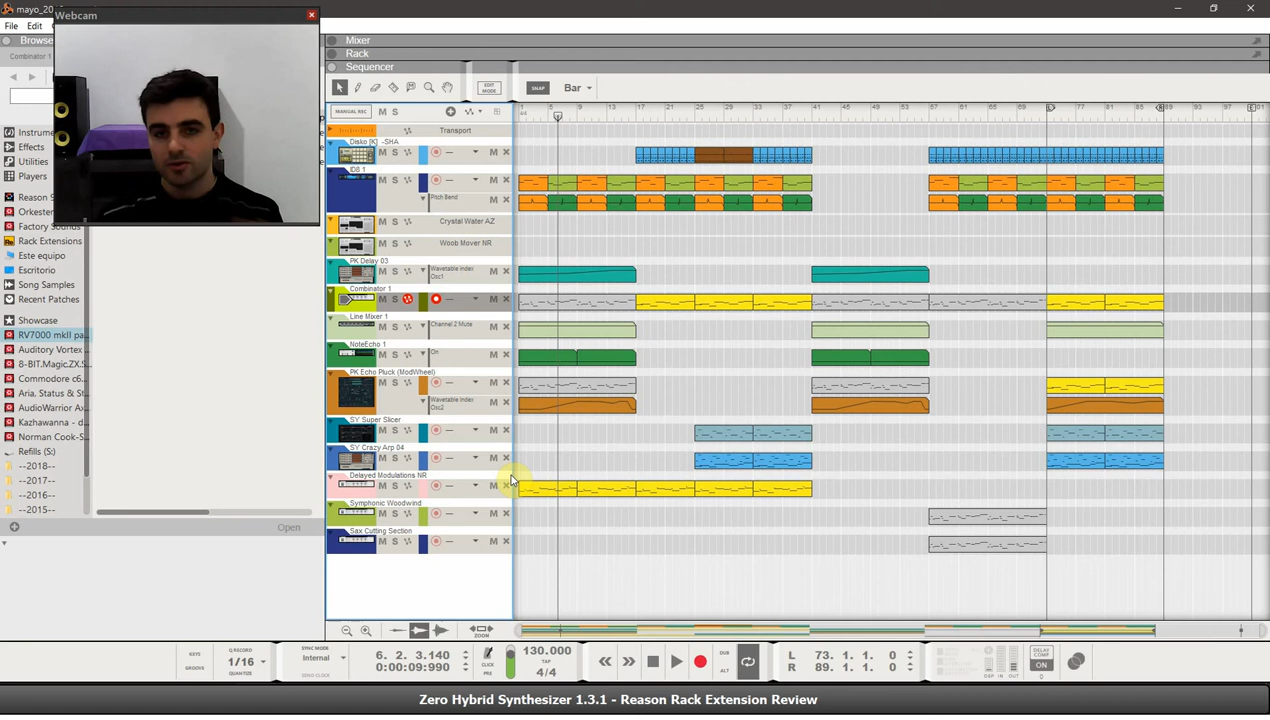 mayo_20
Webcam
File Edit
Browse
Combinator 1
Instrume
Effects
Utilities
Players
Reason 9
Orkester
Factory Sounds
Rack Extensions
Este equipo
Escritorio
Song Samples
Recent Patches
Showcase
RV7000 mkII pa...
Auditory Vortex
8-BIT.Magic.ZX.S
Commodore c6...
Aria, Status & St
AudioWarrior Ax
Kazhawanna - d
Norman Cook-S
Refills (S:)
--2018--
--2017--
--2016--
--2015--
Open
Mixer
Rack
Sequencer
EDIT MODE
SNAP
Bar
MANUAL REC
M S
1 5 9 13 17 21 25 29 33 37 41 45 49 53 57 77 81 85 93 97 101
4/4
Transport
Disko [K] -SHA
M S
ID8 1
M S
Pitch Bend
Crystal Water AZ
M S
Woob Mover NR
M S
PK Delay 03
M S
Wavetable Index Osc1
Combinator 1
M S
Line Mixer 1
M S
Channel 2 Mute
NoteEcho 1
M S
On
PK Echo Pluck (ModWheel)
M S
Wavetable Index Osc2
SY Super Slicer
M S
SY Crazy Arp 04
M S
Delayed Modulations NR
M S
Symphonic Woodwind
M S
Sax Cutting Section
M S
ZOOM
KEYS
GROOVE
Q RECORD
1/16
QUANTIZE
SYNC MODE
Internal
SEND CLOCK
6. 2. 3.140
0:00:09:990
CLICK
PRE
130.000
TAP
4/4
DUB
ALT
L 73. 1. 1. 0
R 89. 1. 1. 0
DSP IN OUT
DELAY COMP
ON
Zero Hybrid Synthesizer 1.3.1 - Reason Rack Extension Review